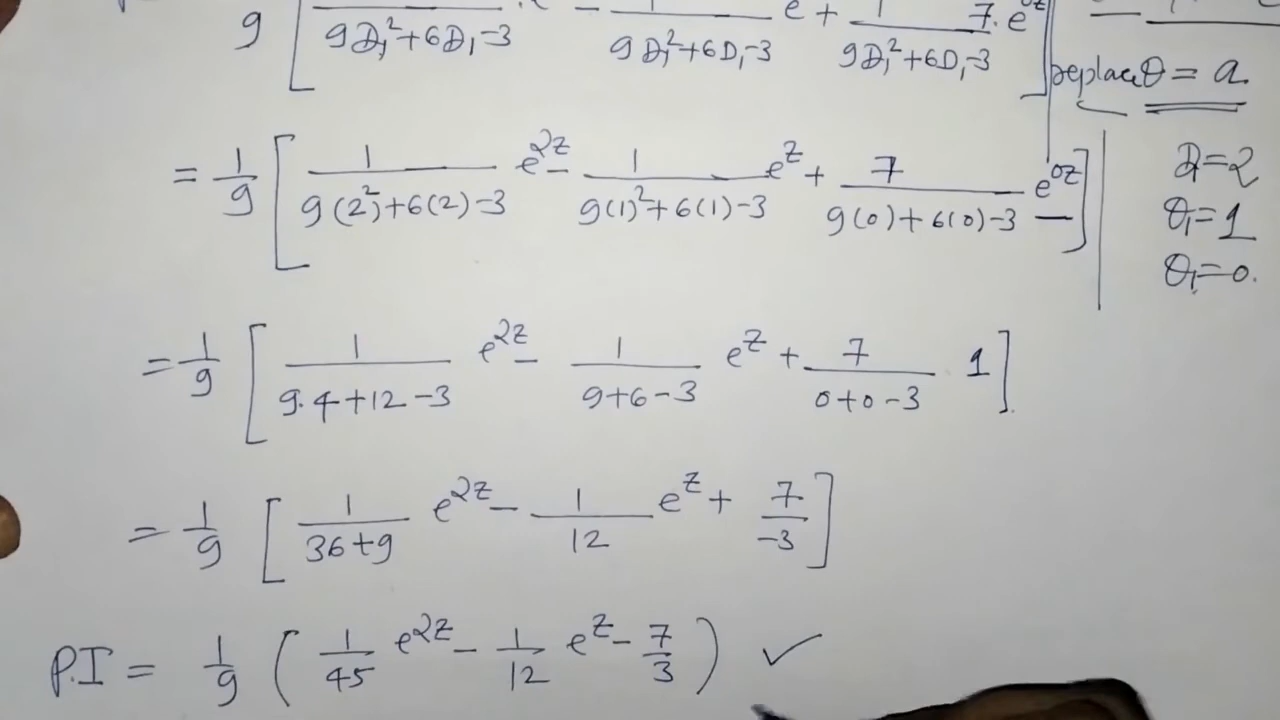 1/9 [ 1/(9D₁²+6D₁-3) .e - 1/(9D₁²+6D₁-3) e + 1/(9D₁²+6D₁-3) 7.e^{0z} ]
replace D = a
= 1/9 [ 1/(9(2²)+6(2)-3) e^{2z} - 1/(9(1)²+6(1)-3) e^z + 7/(9(0)+6(0)-3) e^{0z} ]
D=2
D₁=1
D₁=0.
= 1/9 [ 1/(9.4+12-3) e^{2z} - 1/(9+6-3) e^z + 7/(0+0-3) 1 ]
= 1/9 [ 1/(36+9) e^{2z} - 1/12 e^z + 7/-3 ]
P.I = 1/9 ( 1/45 e^{2z} - 1/12 e^z - 7/3 ) ✓